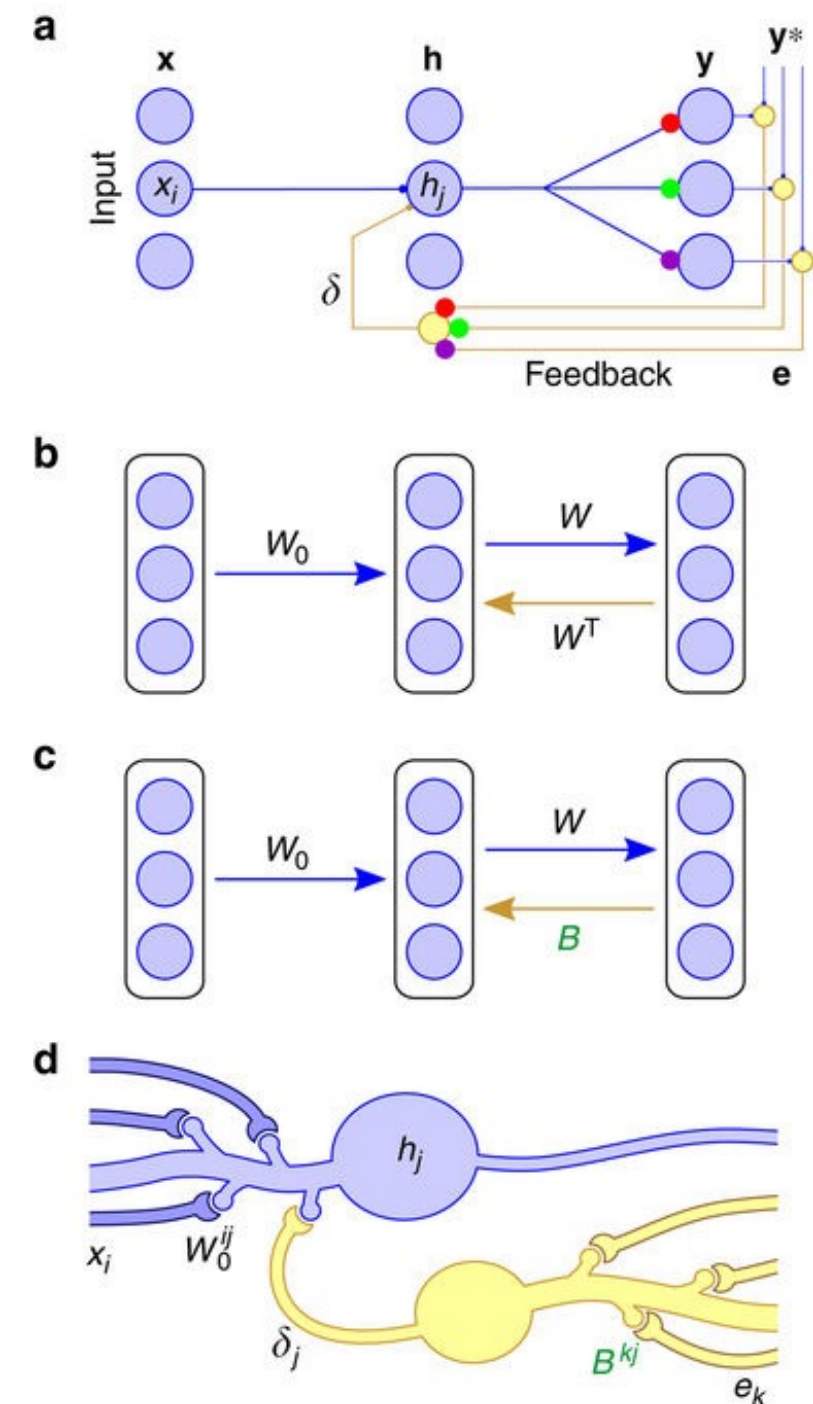 a
x h y y*
Input
x_i h_j
δ
Feedback e
b
W_0 W
W^T
c
W_0 W
B
d
h_j
x_i W_0^{ij}
δ_j B^{kj}
e_k